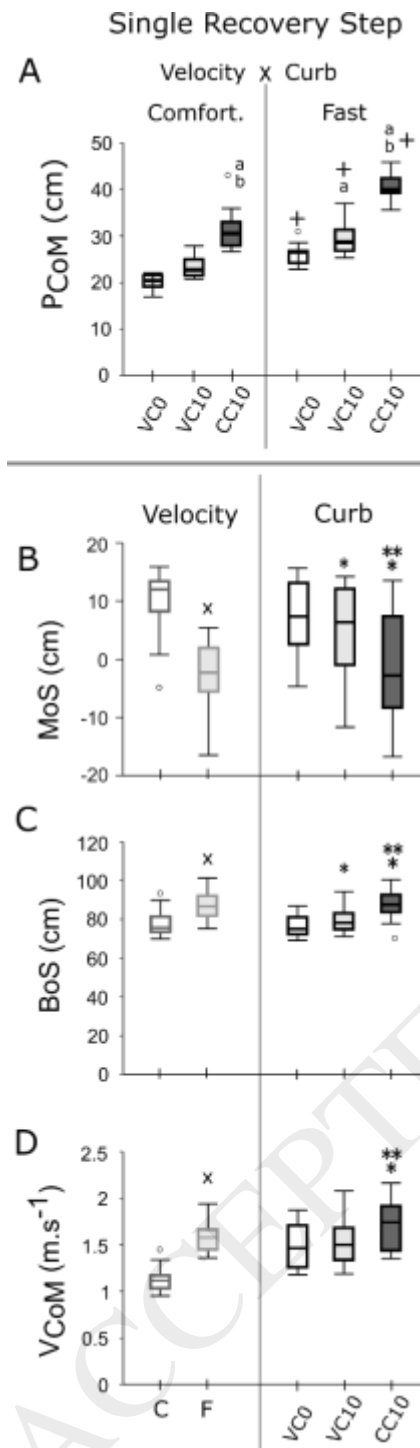 Single Recovery Step
A
Velocity x Curb
Comfort. Fast
PCoM (cm)
50
40
30
20
10
0
a
b
+
+
a
a
b +
VC0 VC10 CC10 VC0 VC10 CC10
Velocity Curb
B
MoS (cm)
20
10
0
-10
-20
x
*
**
*
C
BoS (cm)
120
100
80
60
40
20
0
x
*
**
*
D
VCoM (m.s-1)
2.5
2
1.5
1
0.5
0
x
**
*
C F VC0 VC10 CC10
ACCEPTE